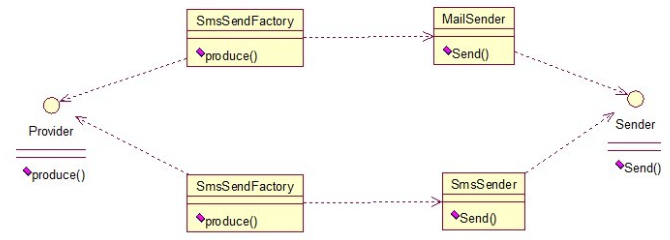 SmsSendFactory
produce()
MailSender
Send()
Provider
produce()
Sender
Send()
SmsSendFactory
produce()
SmsSender
Send()